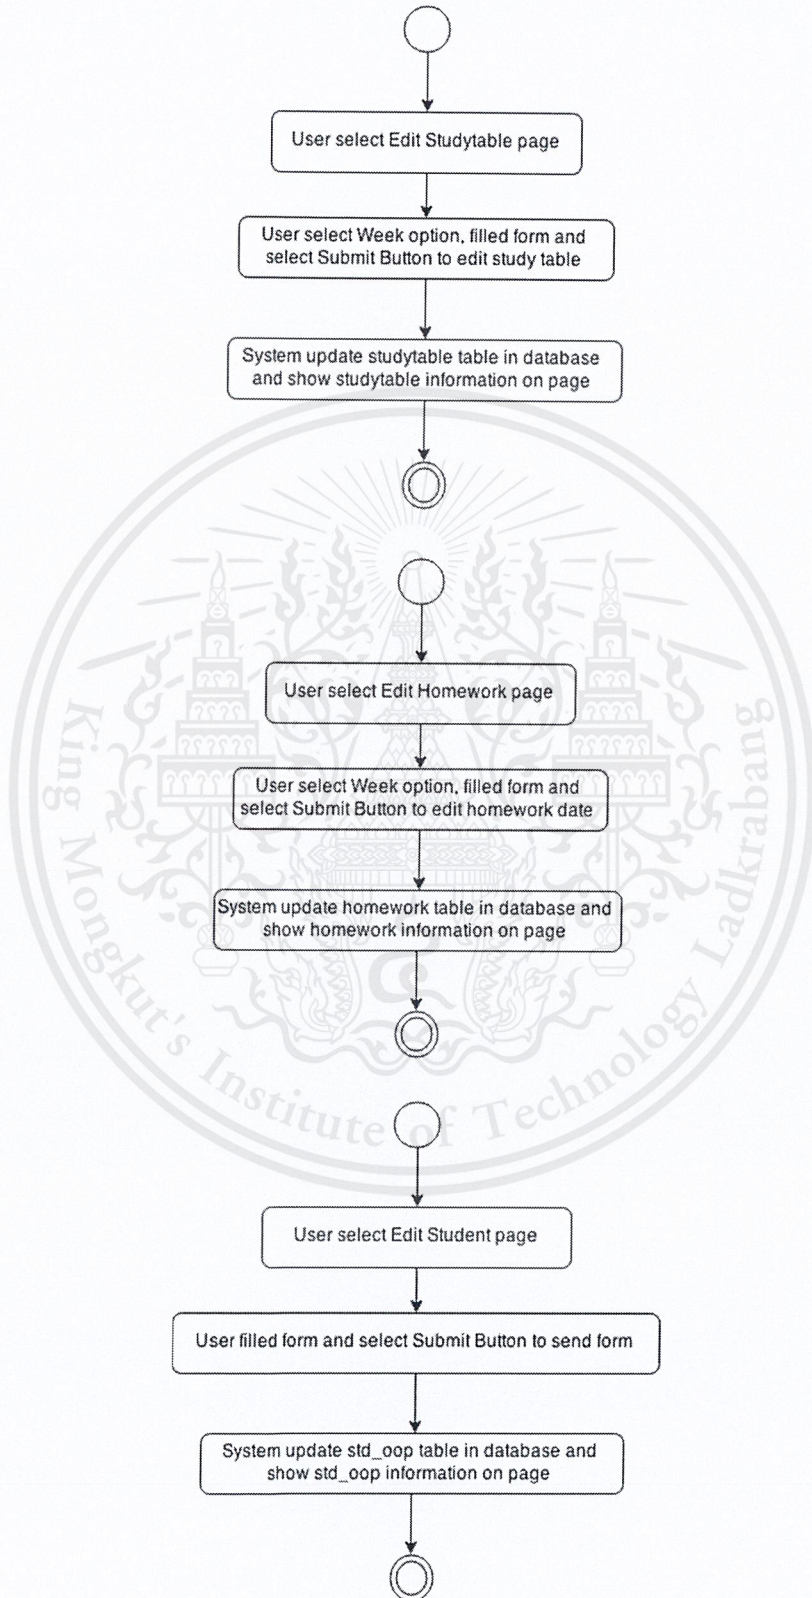 User select Edit Studytable page
User select Week option, filled form and
select Submit Button to edit study table
System update studytable table in database
and show studytable information on page
User select Edit Homework page
User select Week option, filled form and
select Submit Button to edit homework date
System update homework table in database and
show homework information on page
King Mongkut's Institute of Technology Ladkrabang
User select Edit Student page
User filled form and select Submit Button to send form
System update std_oop table in database and
show std_oop information on page